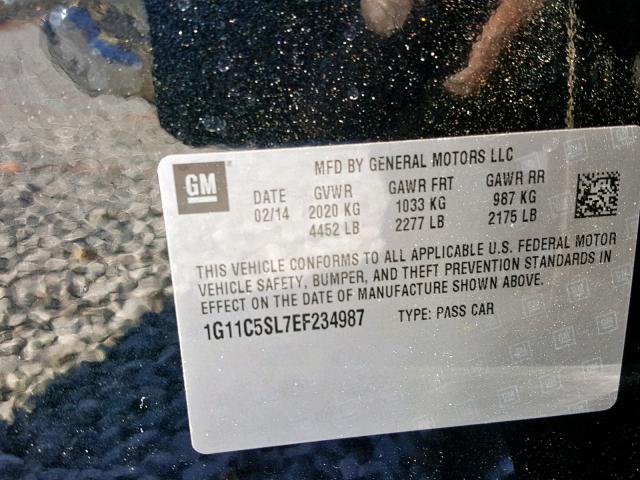 GM
MFD BY GENERAL MOTORS LLC
DATE GVWR GAWR FRT GAWR RR
02/14 2020 KG 1033 KG 987 KG
4452 LB 2277 LB 2175 LB
THIS VEHICLE CONFORMS TO ALL APPLICABLE U.S. FEDERAL MOTOR
VEHICLE SAFETY, BUMPER, AND THEFT PREVENTION STANDARDS IN
EFFECT ON THE DATE OF MANUFACTURE SHOWN ABOVE.
1G11C5SL7EF234987 TYPE: PASS CAR